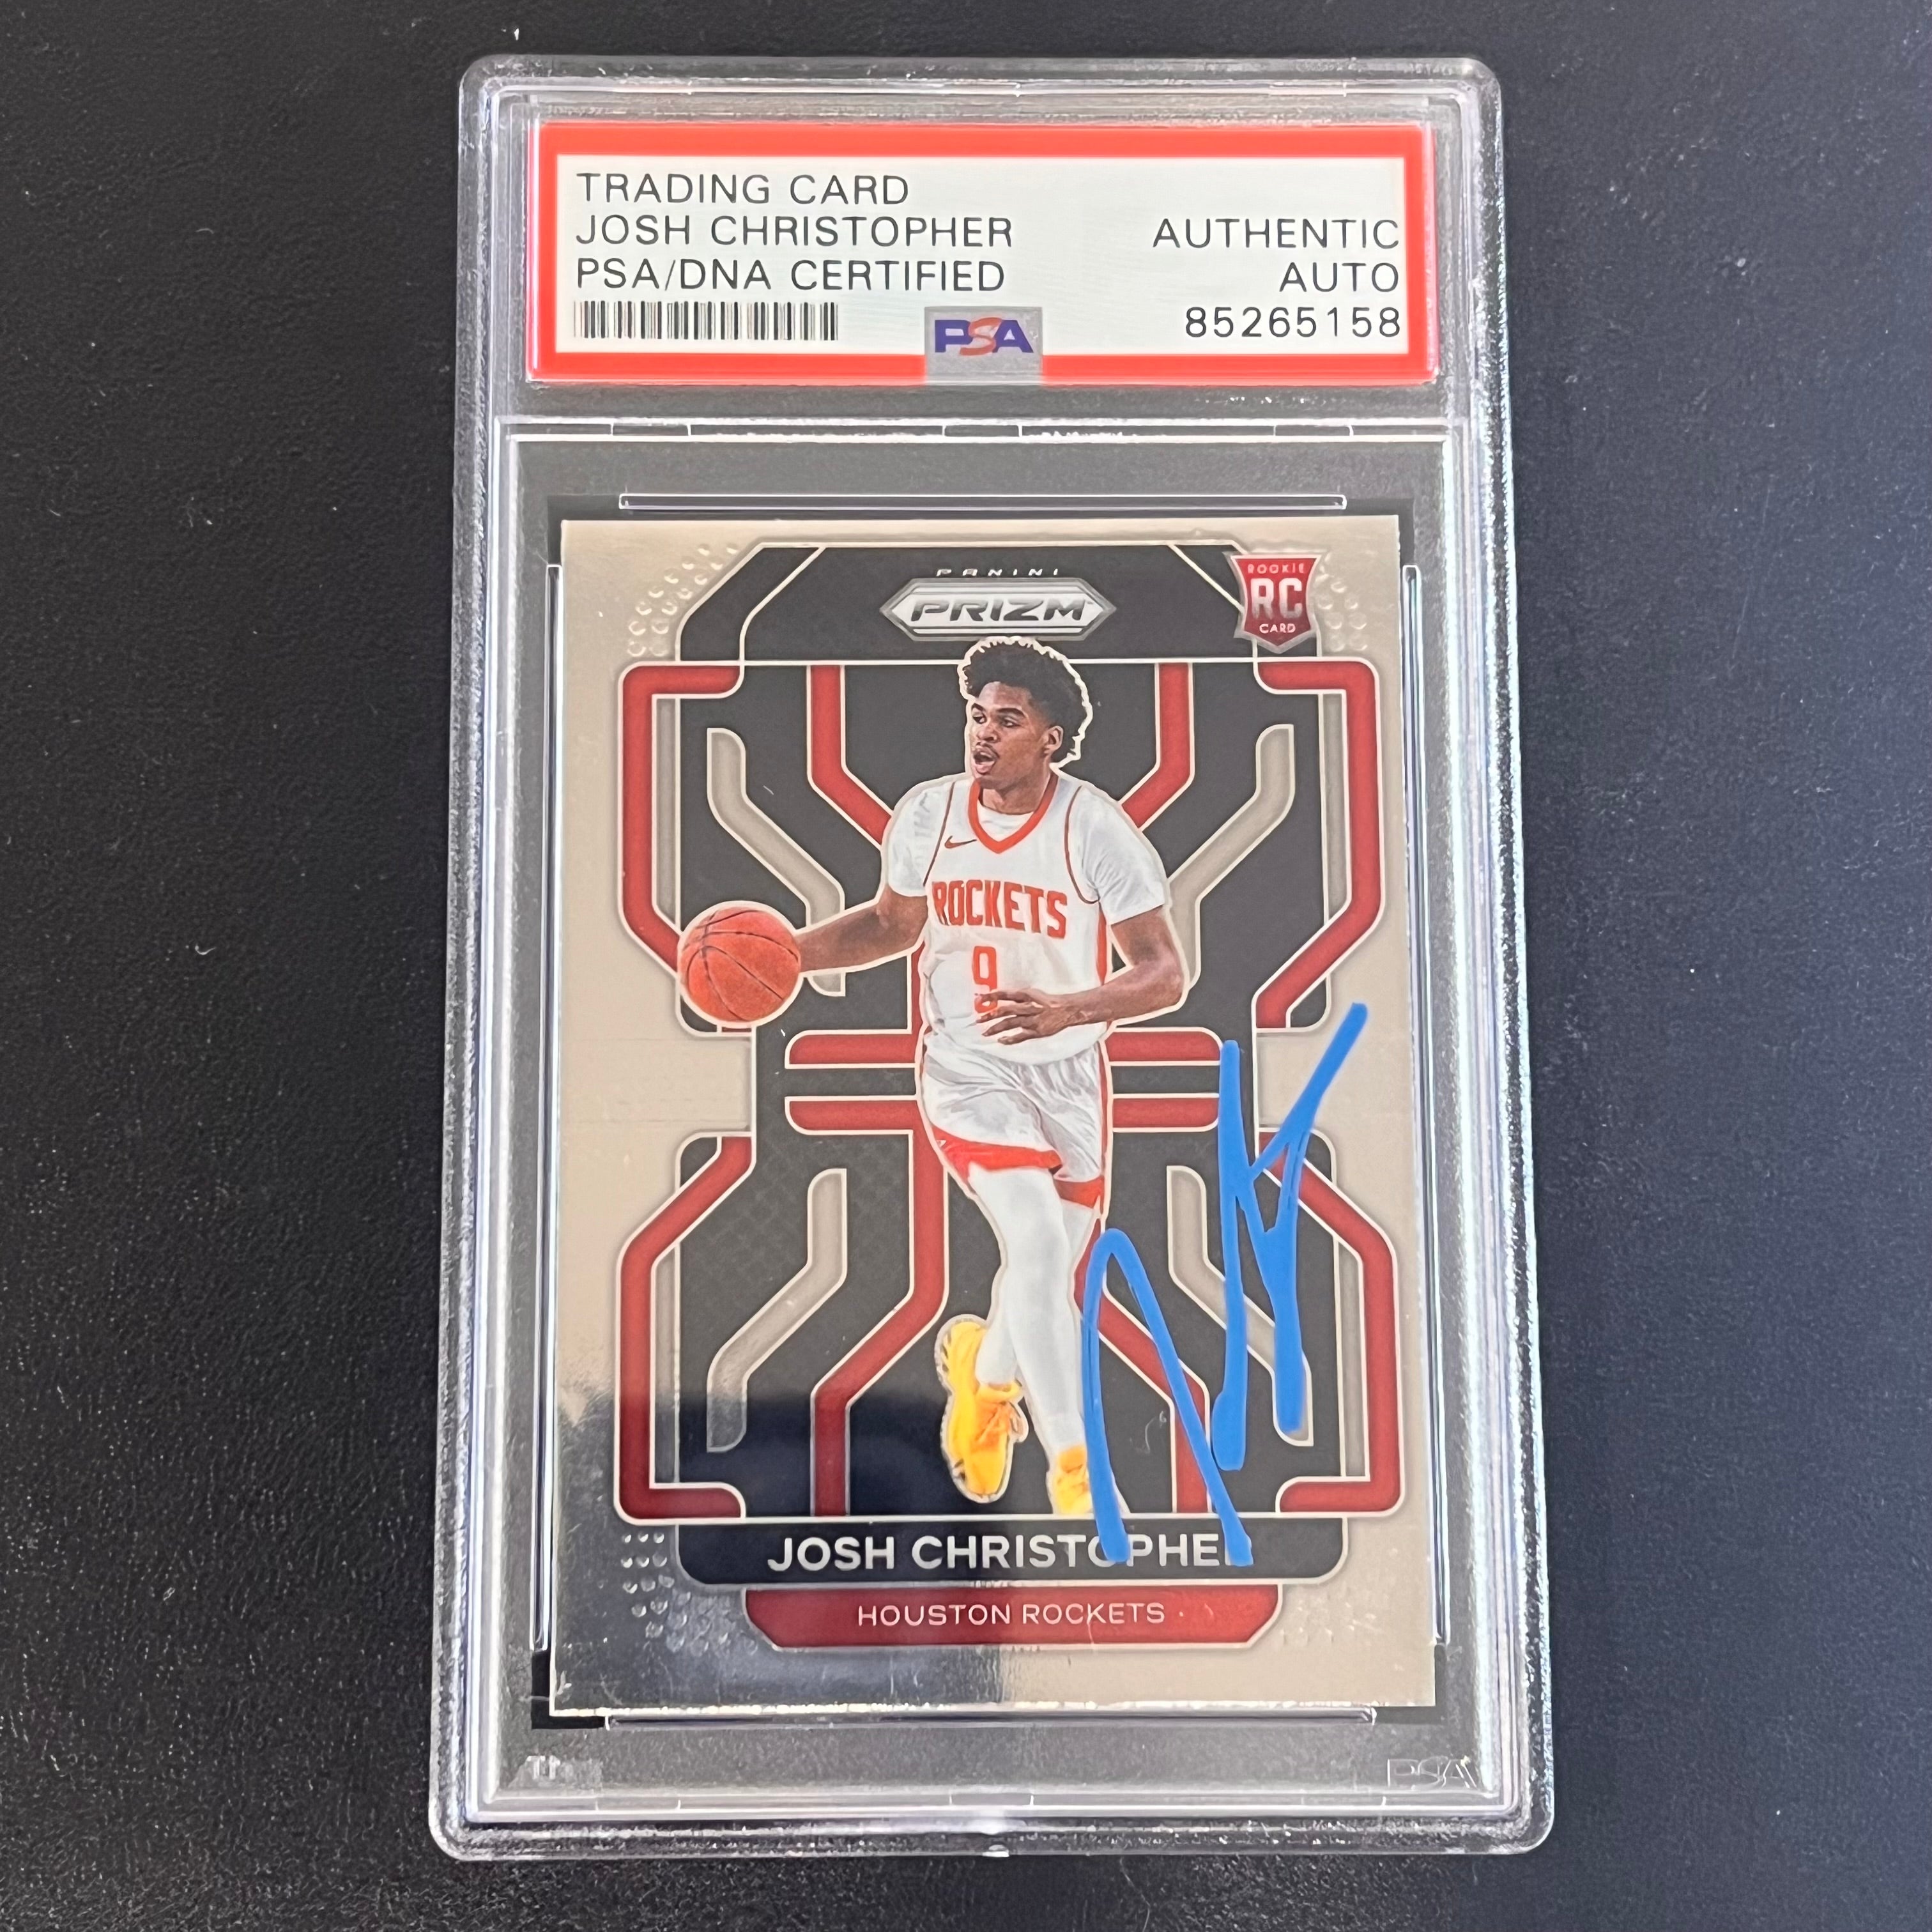 TRADING CARD
JOSH CHRISTOPHER
PSA/DNA CERTIFIED
AUTHENTIC
AUTO
85265158
PSA
PANINI
PRIZM
ROOKIE
RC
CARD
ROCKETS
9
JOSH CHRISTOPHER
HOUSTON ROCKETS
PSA